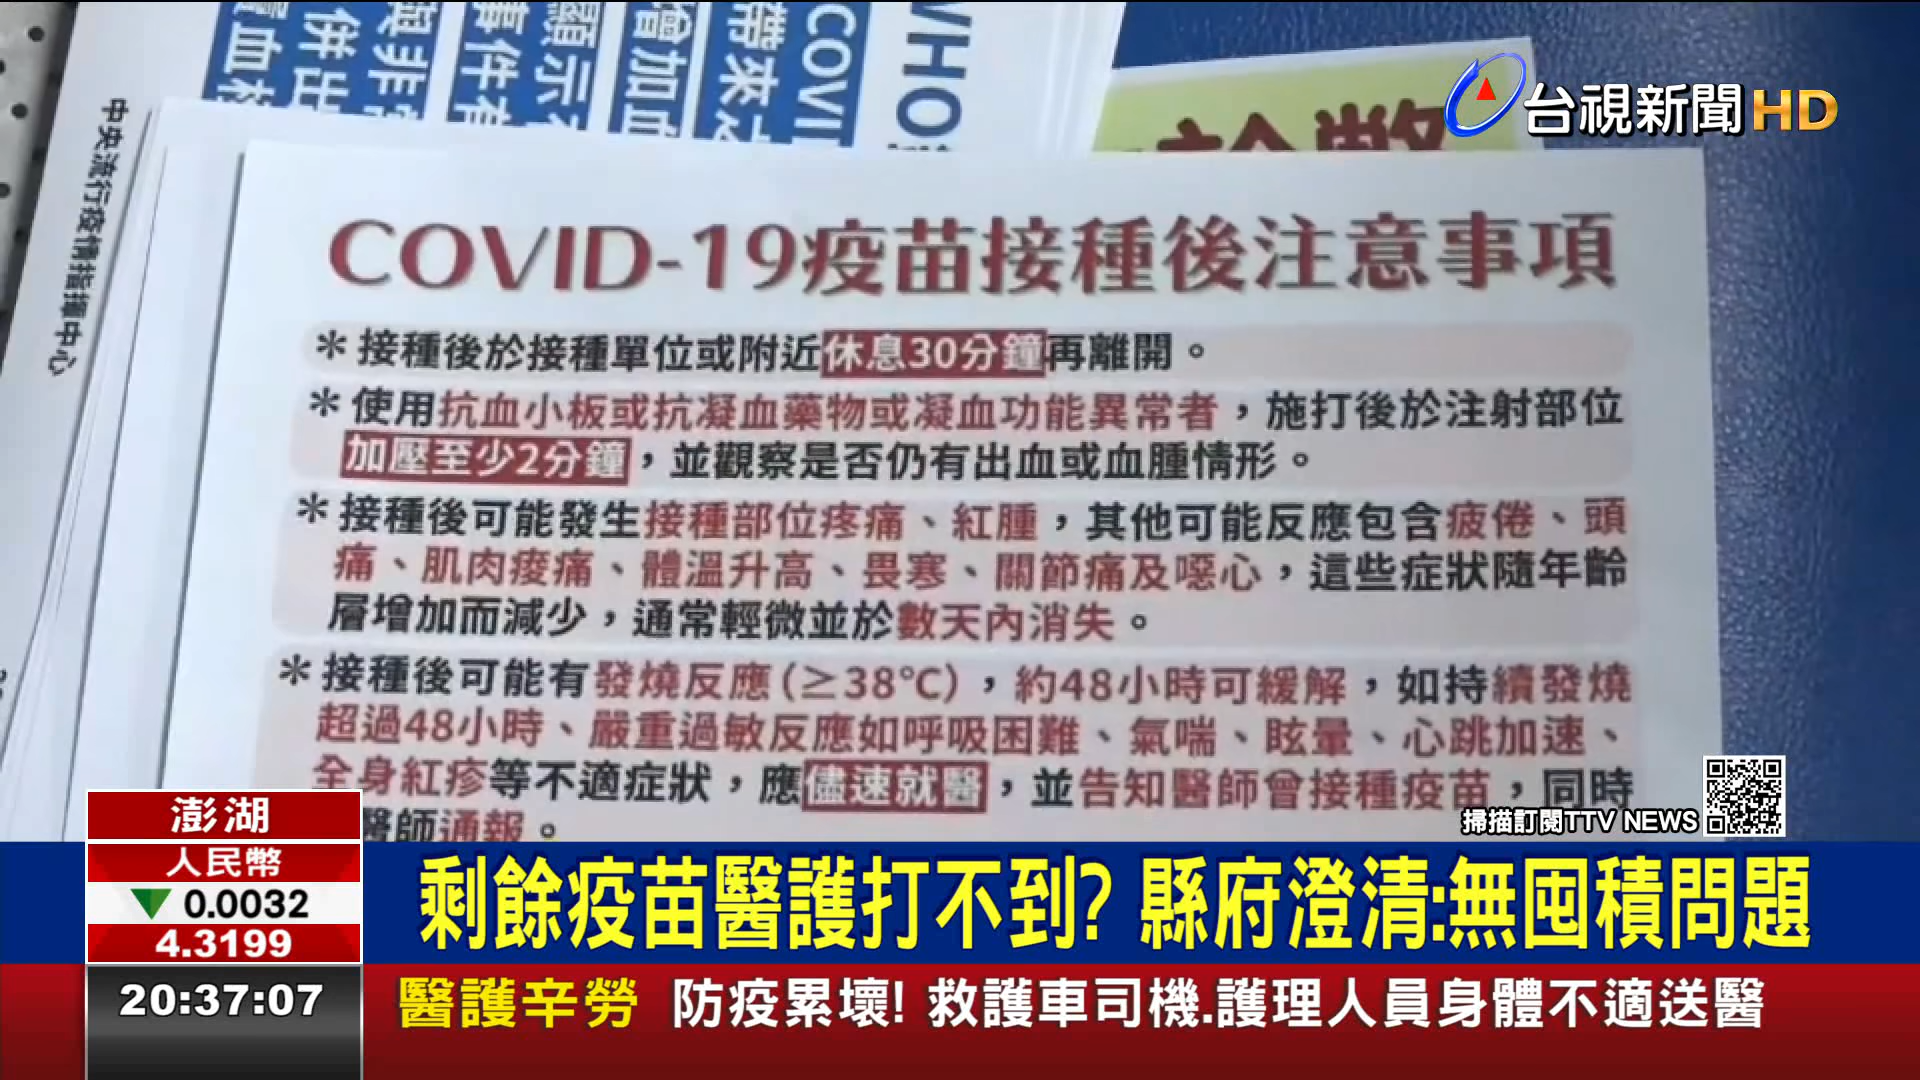 WHO
COVI
帶來
增加血
顯示
事件有
與非
併出
中央流行疫情指揮中心
台視新聞HD
COVID-19疫苗接種後注意事項
＊接種後於接種單位或附近休息30分鐘再離開。
＊使用抗血小板或抗凝血藥物或凝血功能異常者，施打後於注射部位
加壓至少2分鐘，並觀察是否仍有出血或血腫情形。
＊接種後可能發生接種部位疼痛、紅腫，其他可能反應包含疲倦、頭
痛、肌肉痠痛、體溫升高、畏寒、關節痛及噁心，這些症狀隨年齡
層增加而減少，通常輕微並於數天內消失。
＊接種後可能有發燒反應(≥38°C)，約48小時可緩解，如持續發燒
超過48小時、嚴重過敏反應如呼吸困難、氣喘、眩暈、心跳加速、
全身紅疹等不適症狀，應儘速就醫，並告知醫師曾接種疫苗，同時
醫師通報。
掃描訂閱TTV NEWS
澎湖
人民幣
▼0.0032
4.3199
20:37:07
剩餘疫苗醫護打不到? 縣府澄清:無囤積問題
醫護辛勞 防疫累壞! 救護車司機.護理人員身體不適送醫